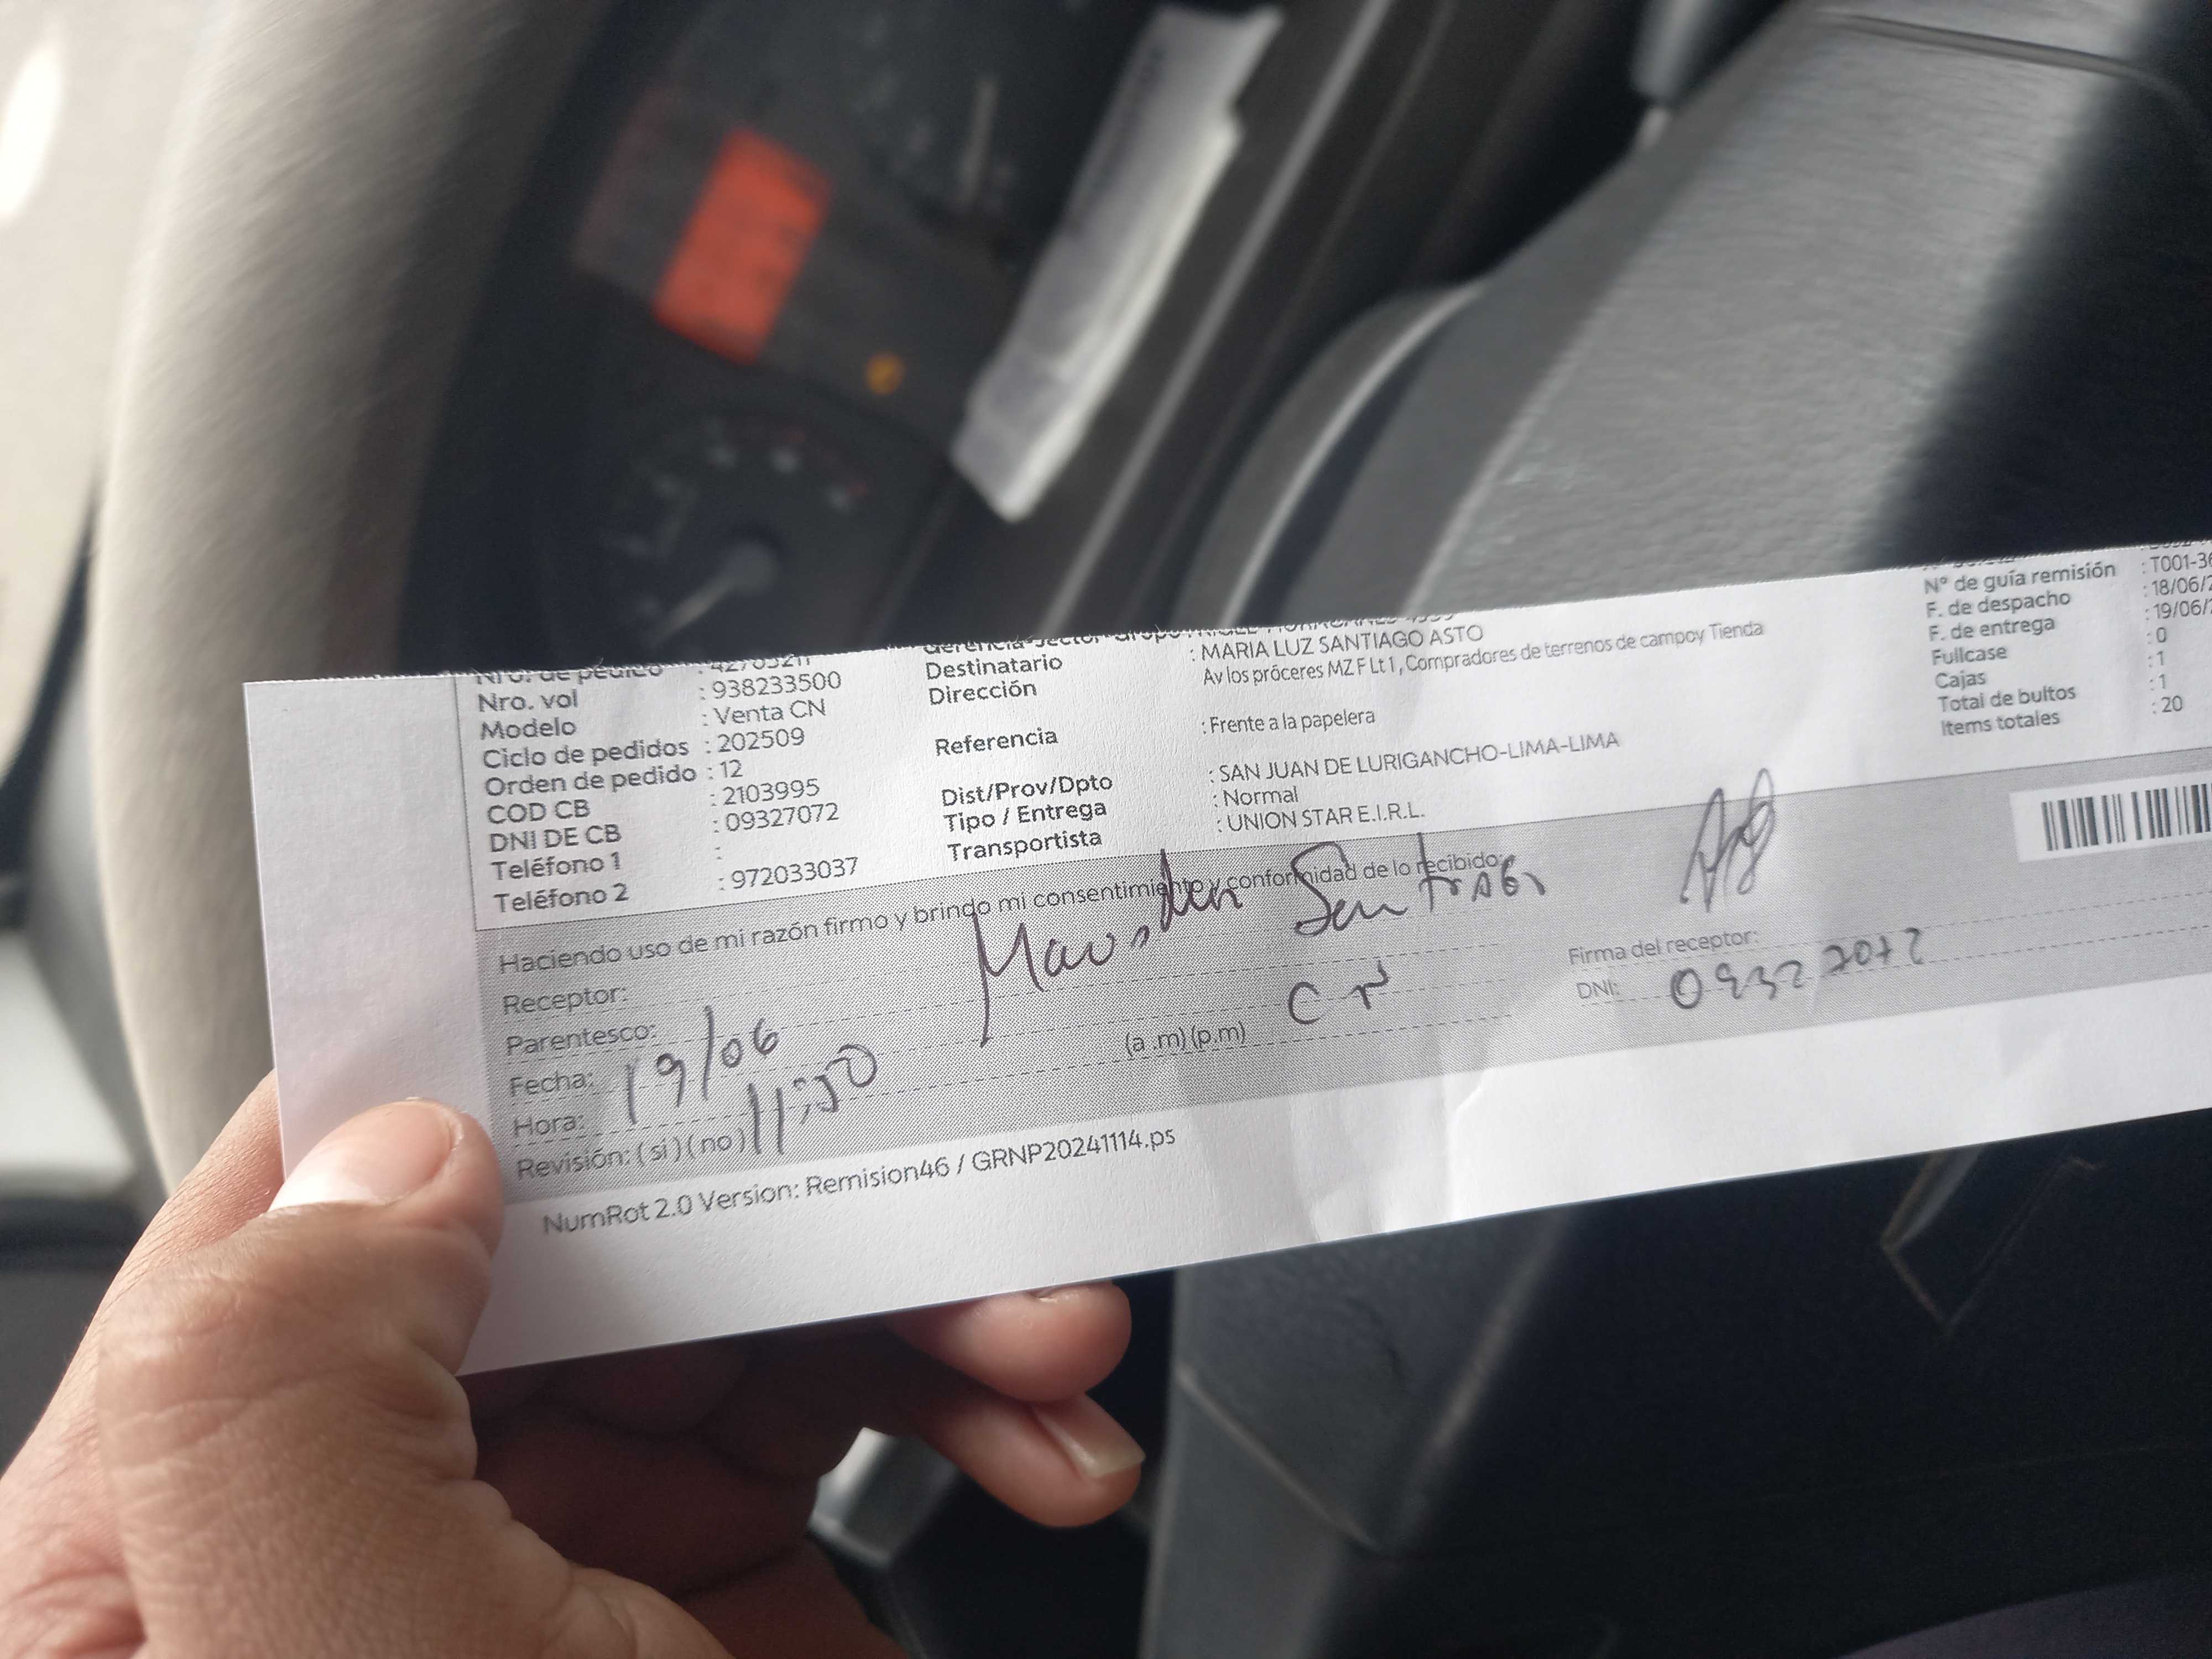 Nro. de pedido
Nro. vol : 938233500
Modelo : Venta CN
Ciclo de pedidos : 202509
Orden de pedido : 12
COD CB : 2103995
DNI DE CB : 09327072
Teléfono 1 :
Teléfono 2 : 972033037
Destinatario : MARIA LUZ SANTIAGO ASTO
Dirección : Av los próceres MZ F Lt 1 , Compradores de terrenos de campoy Tienda
Referencia : Frente a la papelera
Dist/Prov/Dpto : SAN JUAN DE LURIGANCHO-LIMA-LIMA
Tipo / Entrega : Normal
Transportista : UNION STAR E.I.R.L.
N° de guía remisión : T001-3
F. de despacho : 18/06/
F. de entrega : 19/06/
Fullcase : 0
Cajas : 1
Total de bultos : 1
Items totales : 20
Haciendo uso de mi razón firmo y brindo mi consentimiento y conformidad de lo recibido:
Receptor:
Parentesco:
Fecha: 19/06
Hora: (a .m) (p.m)
Revisión: ( si ) ( no )
Firma del receptor:
DNI:
NumRot 2.0 Version: Remision46 / GRNP20241114.ps